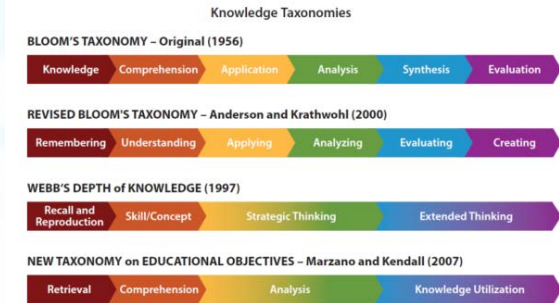 Knowledge Taxonomies
BLOOM'S TAXONOMY – Original (1956)
Knowledge Comprehension Application Analysis Synthesis Evaluation
REVISED BLOOM'S TAXONOMY – Anderson and Krathwohl (2000)
Remembering Understanding Applying Analyzing Evaluating Creating
WEBB'S DEPTH of KNOWLEDGE (1997)
Recall and
Reproduction Skill/Concept Strategic Thinking Extended Thinking
NEW TAXONOMY on EDUCATIONAL OBJECTIVES – Marzano and Kendall (2007)
Retrieval Comprehension Analysis Knowledge Utilization